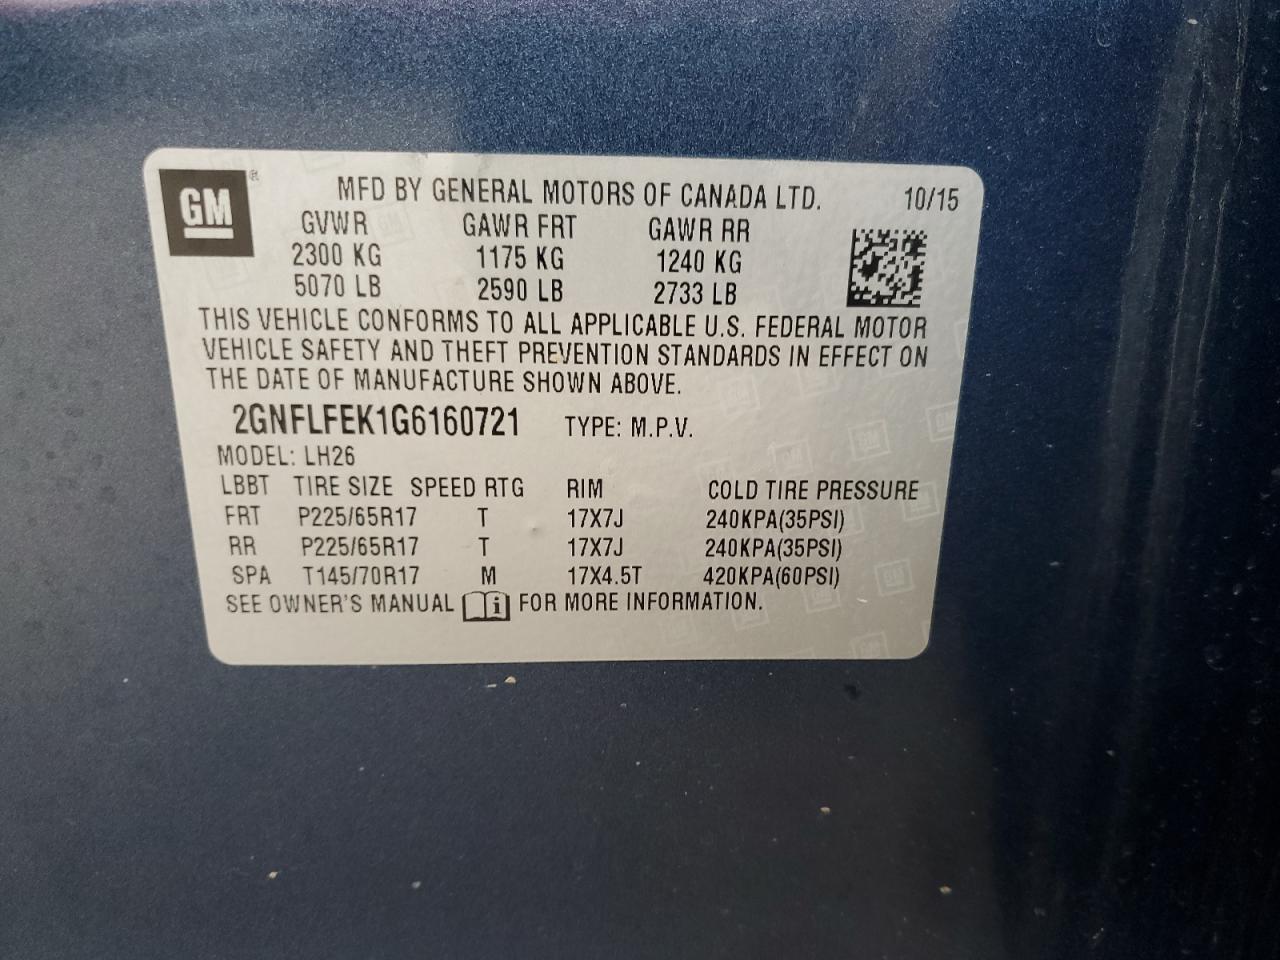 GM ®
MFD BY GENERAL MOTORS OF CANADA LTD. 10/15
GVWR GAWR FRT GAWR RR
2300 KG 1175 KG 1240 KG
5070 LB 2590 LB 2733 LB
THIS VEHICLE CONFORMS TO ALL APPLICABLE U.S. FEDERAL MOTOR
VEHICLE SAFETY AND THEFT PREVENTION STANDARDS IN EFFECT ON
THE DATE OF MANUFACTURE SHOWN ABOVE.
2GNFLFEK1G6160721 TYPE: M.P.V.
MODEL: LH26
LBBT TIRE SIZE SPEED RTG RIM COLD TIRE PRESSURE
FRT P225/65R17 T 17X7J 240KPA(35PSI)
RR P225/65R17 T 17X7J 240KPA(35PSI)
SPA T145/70R17 M 17X4.5T 420KPA(60PSI)
SEE OWNER'S MANUAL i FOR MORE INFORMATION.